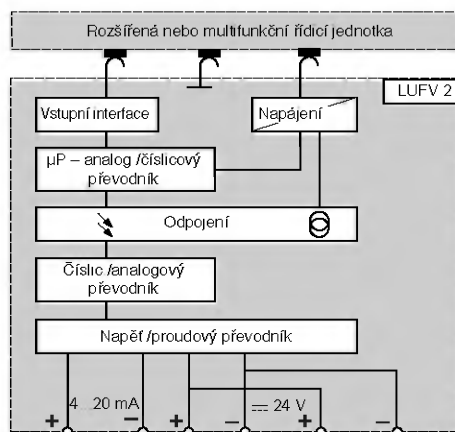 Rozšířená nebo multifunkční řídicí jednotka
LUFV 2
Vstupní interface
Napájení
µP – analog /číslicový
převodník
Odpojení
Číslic /analogový
převodník
Napěť /proudový převodník
4...20 mA
24 V
+ – + – + –